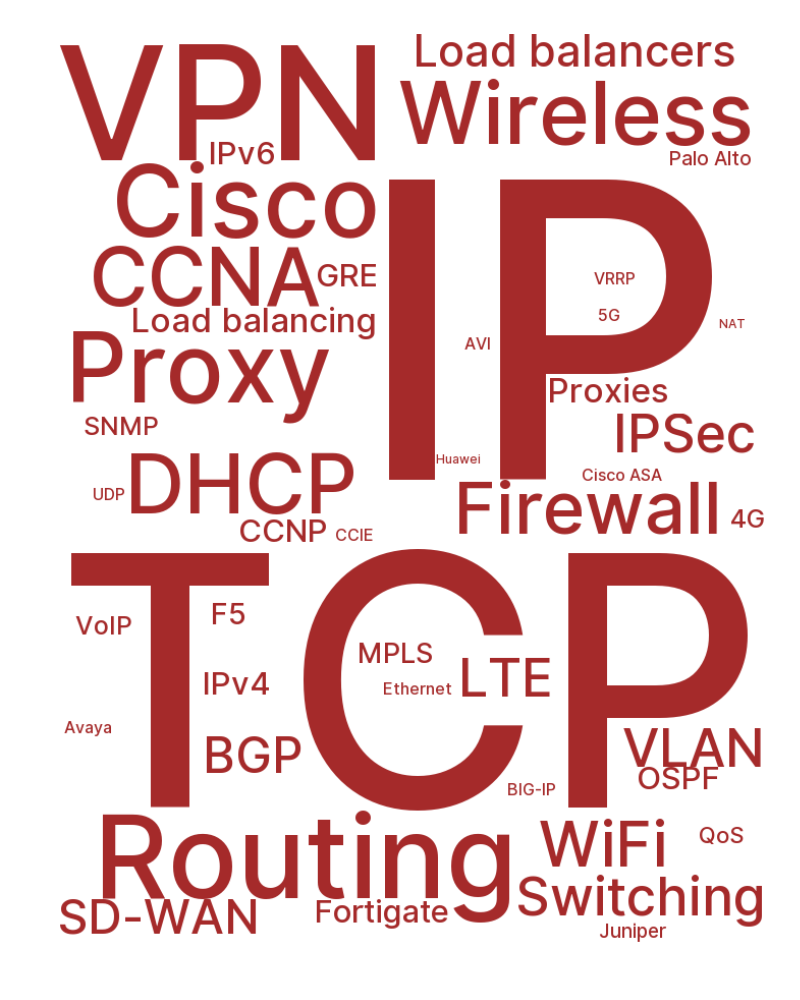 VPN
Load balancers
Wireless
IPv6
Palo Alto
Cisco
IP
CCNA
GRE
VRRP
Load balancing
5G
NAT
Proxy
AVI
Proxies
SNMP
IPSec
Huawei
Cisco ASA
UDP
DHCP
Firewall
4G
CCNP
CCIE
TCP
VoIP
F5
MPLS
LTE
IPv4
Ethernet
Avaya
BGP
VLAN
OSPF
BIG-IP
Routing
WiFi
QoS
Switching
SD-WAN
Fortigate
Juniper